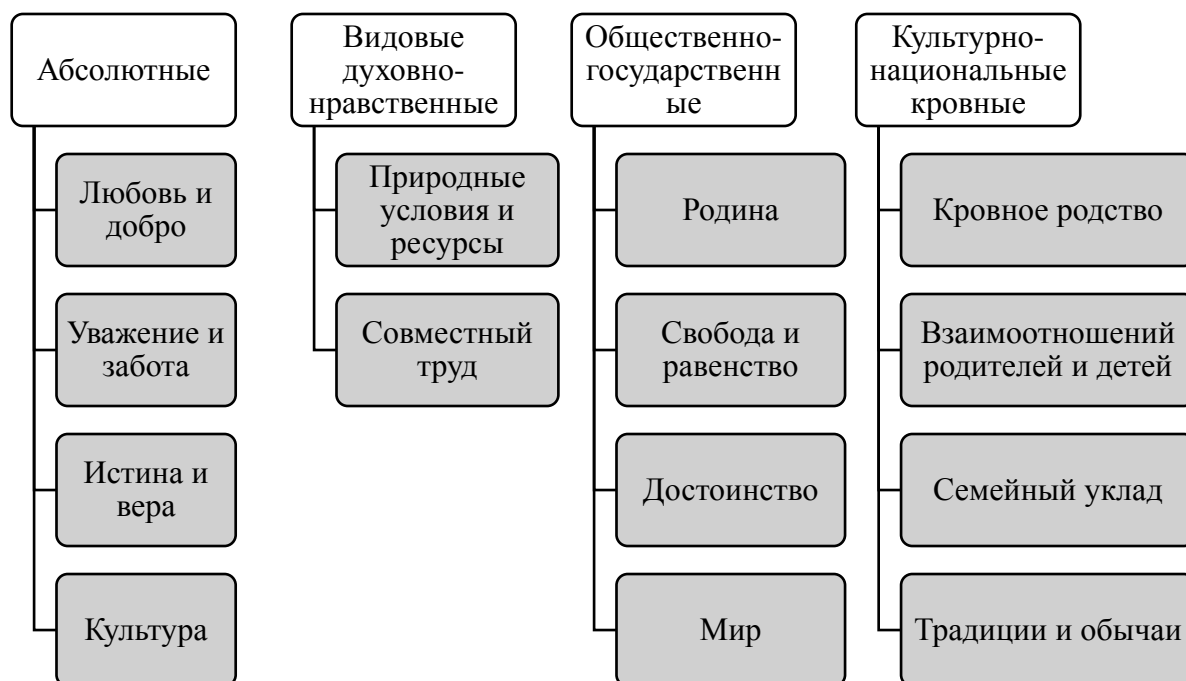 Абсолютные
Любовь и
добро
Уважение и
забота
Истина и
вера
Культура
Видовые
духовно-
нравственные
Природные
условия и
ресурсы
Совместный
труд
Общественно-
государственн
ые
Родина
Свобода и
равенство
Достоинство
Мир
Культурно-
национальные
кровные
Кровное родство
Взаимоотношений
родителей и детей
Семейный уклад
Традиции и обычаи